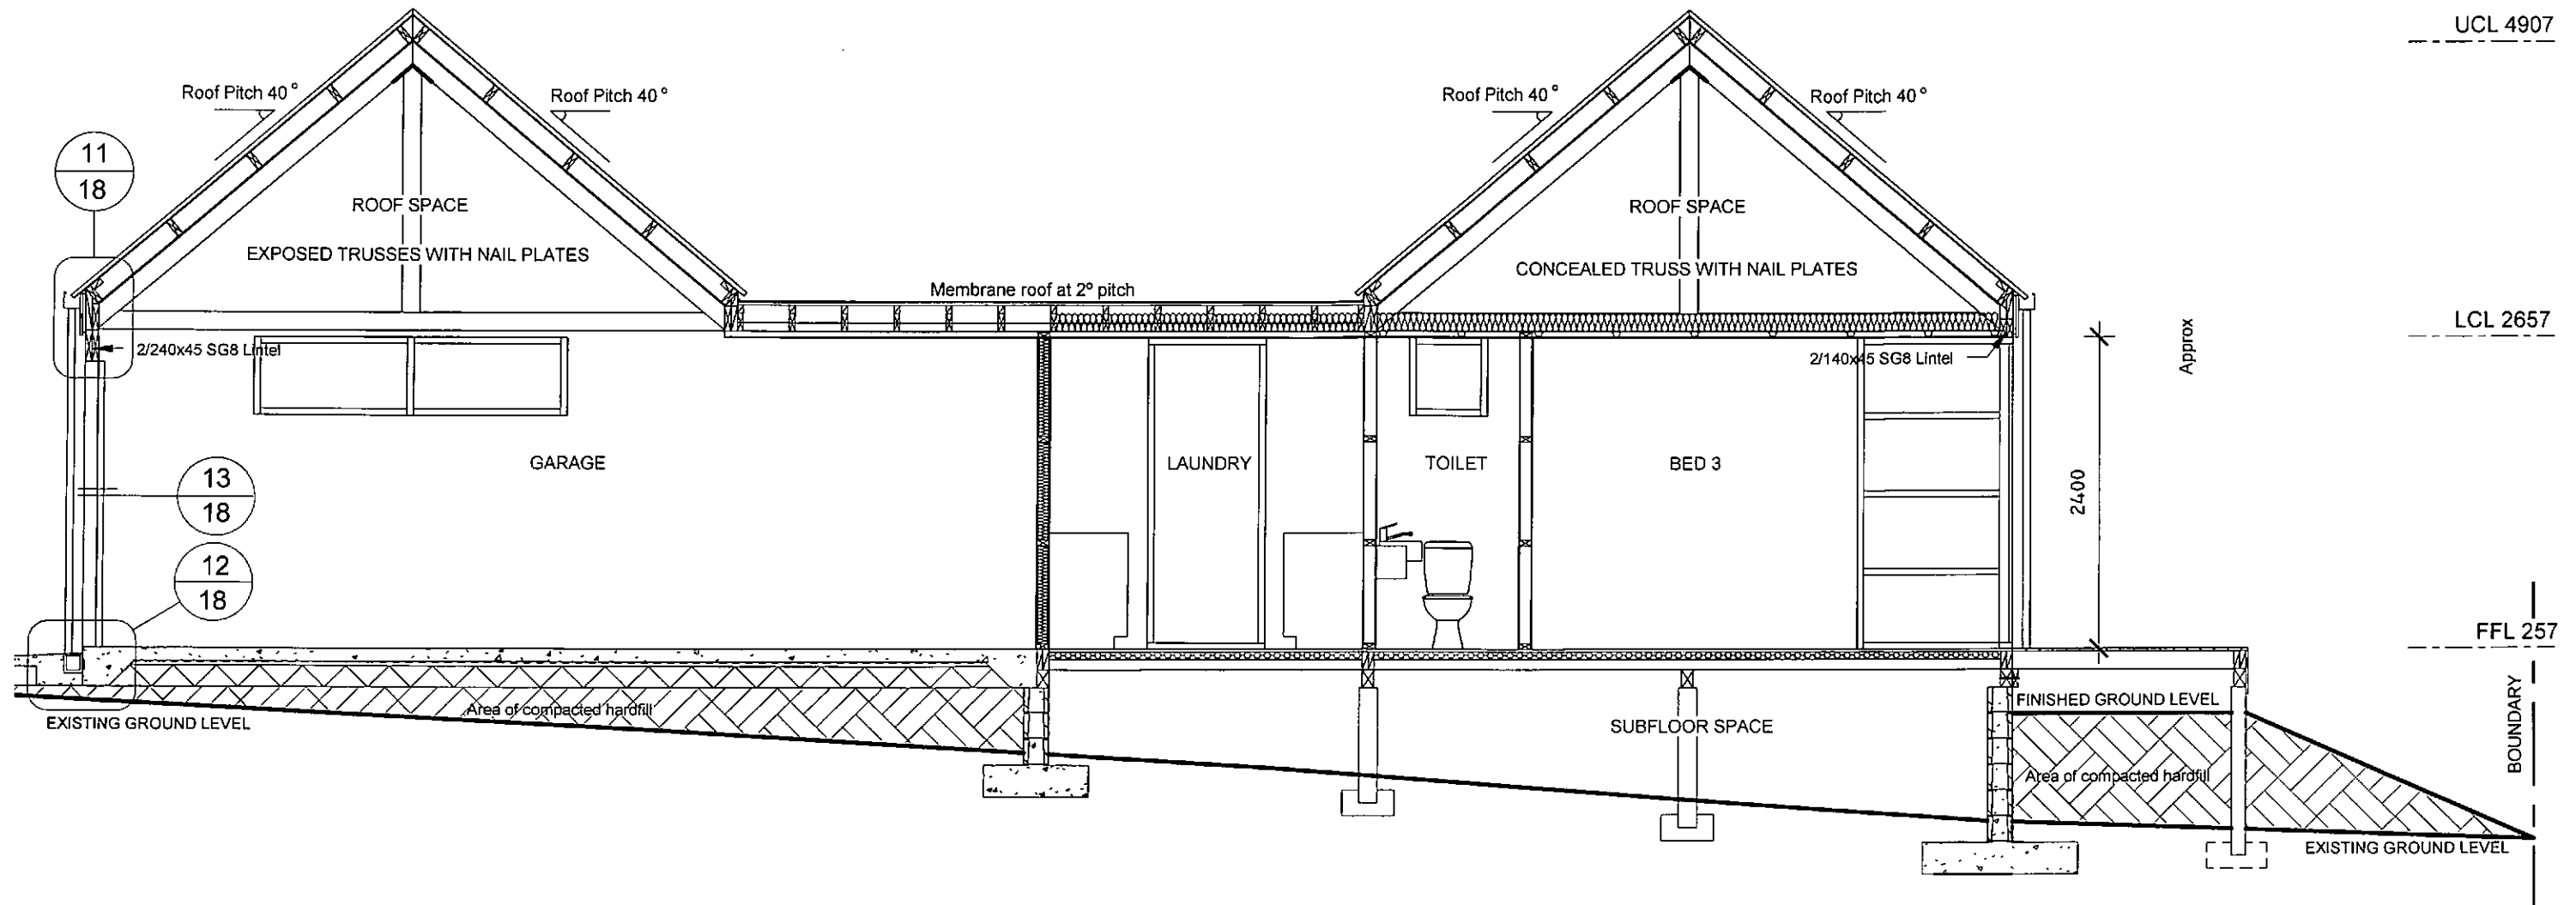 UCL 4907
Roof Pitch 40°
Roof Pitch 40°
Roof Pitch 40°
Roof Pitch 40°
11
18
ROOF SPACE
EXPOSED TRUSSES WITH NAIL PLATES
ROOF SPACE
CONCEALED TRUSS WITH NAIL PLATES
Membrane roof at 2° pitch
LCL 2657
2/240x45 SG8 Lintel
2/140x45 SG8 Lintel
Approx
GARAGE
LAUNDRY
TOILET
BED 3
2400
13
18
12
18
FFL 257
EXISTING GROUND LEVEL
Area of compacted hardfill
SUBFLOOR SPACE
FINISHED GROUND LEVEL
Area of compacted hardfill
BOUNDARY
EXISTING GROUND LEVEL